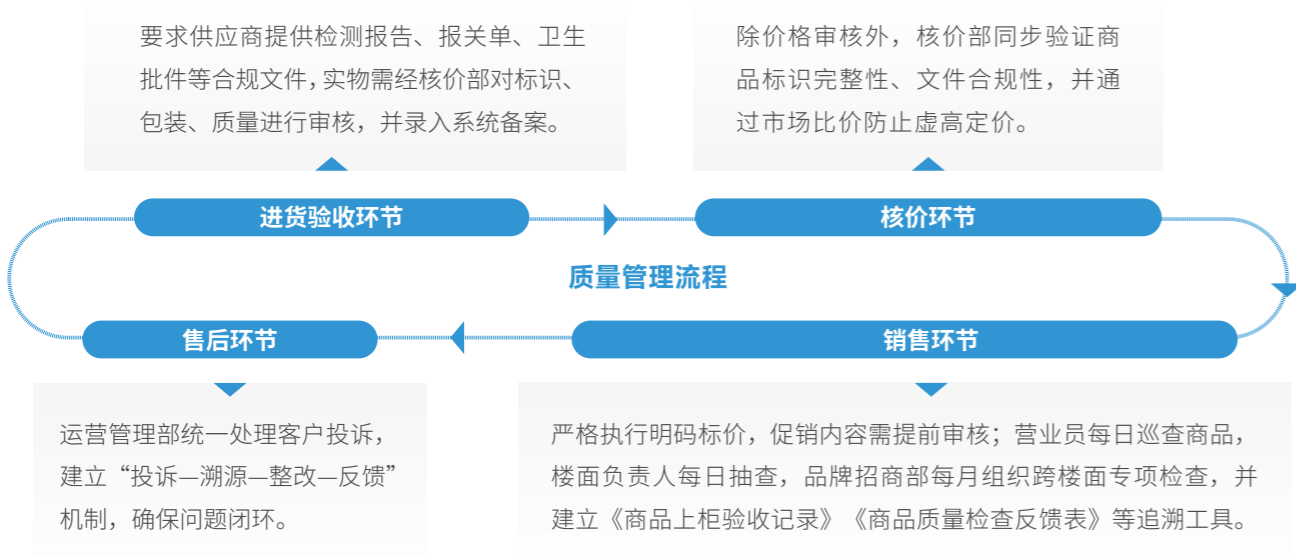 要求供应商提供检测报告、报关单、卫生
批件等合规文件，实物需经核价部对标识、
包装、质量进行审核，并录入系统备案。
除价格审核外，核价部同步验证商
品标识完整性、文件合规性，并通
过市场比价防止虚高定价。
进货验收环节
核价环节
质量管理流程
售后环节
销售环节
运营管理部统一处理客户投诉，
建立“投诉—溯源—整改—反馈”
机制，确保问题闭环。
严格执行明码标价，促销内容需提前审核；营业员每日巡查商品，
楼面负责人每日抽查，品牌招商部每月组织跨楼面专项检查，并
建立《商品上柜验收记录》《商品质量检查反馈表》等追溯工具。